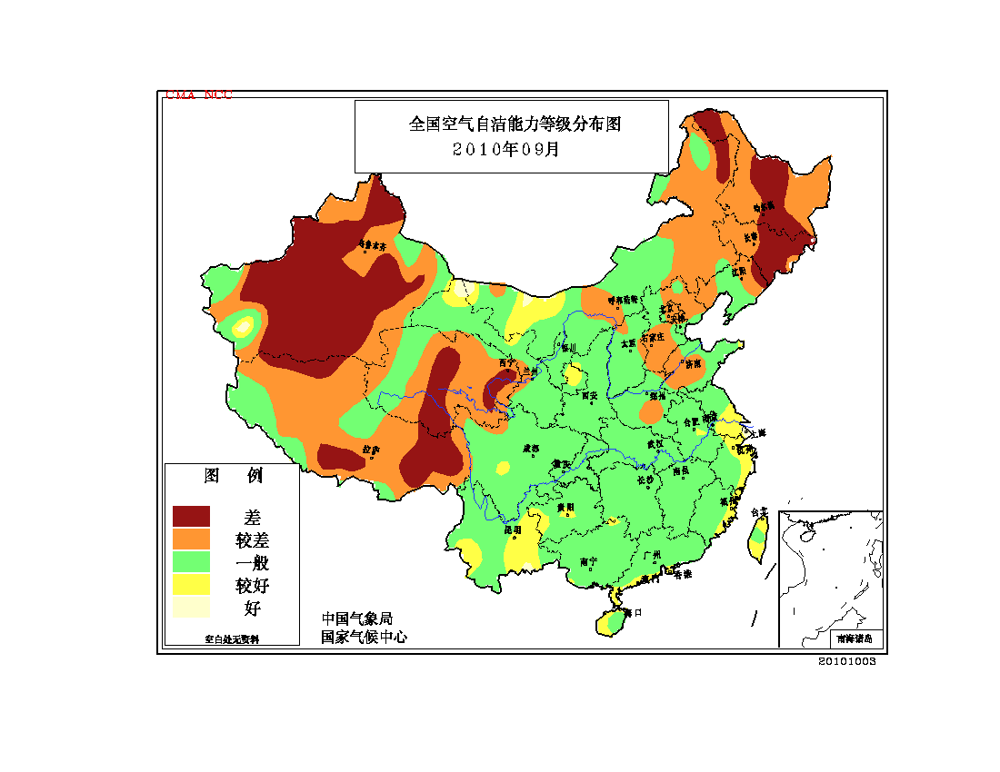 CMA NCC
全国空气自洁能力等级分布图
2010年09月
哈尔滨
长春
乌鲁木齐
沈阳
呼和浩特
北京
天津
石家庄
太原
银川
济南
西宁
兰州
郑州
西安
合肥
南京
上海
拉萨
成都
武汉
杭州
重庆
长沙
南昌
贵阳
福州
台北
昆明
广州
南宁
澳门
香港
海口
图 例
差
较差
一般
较好
好
空白处无资料
中国气象局
国家气候中心
南海诸岛
20101003